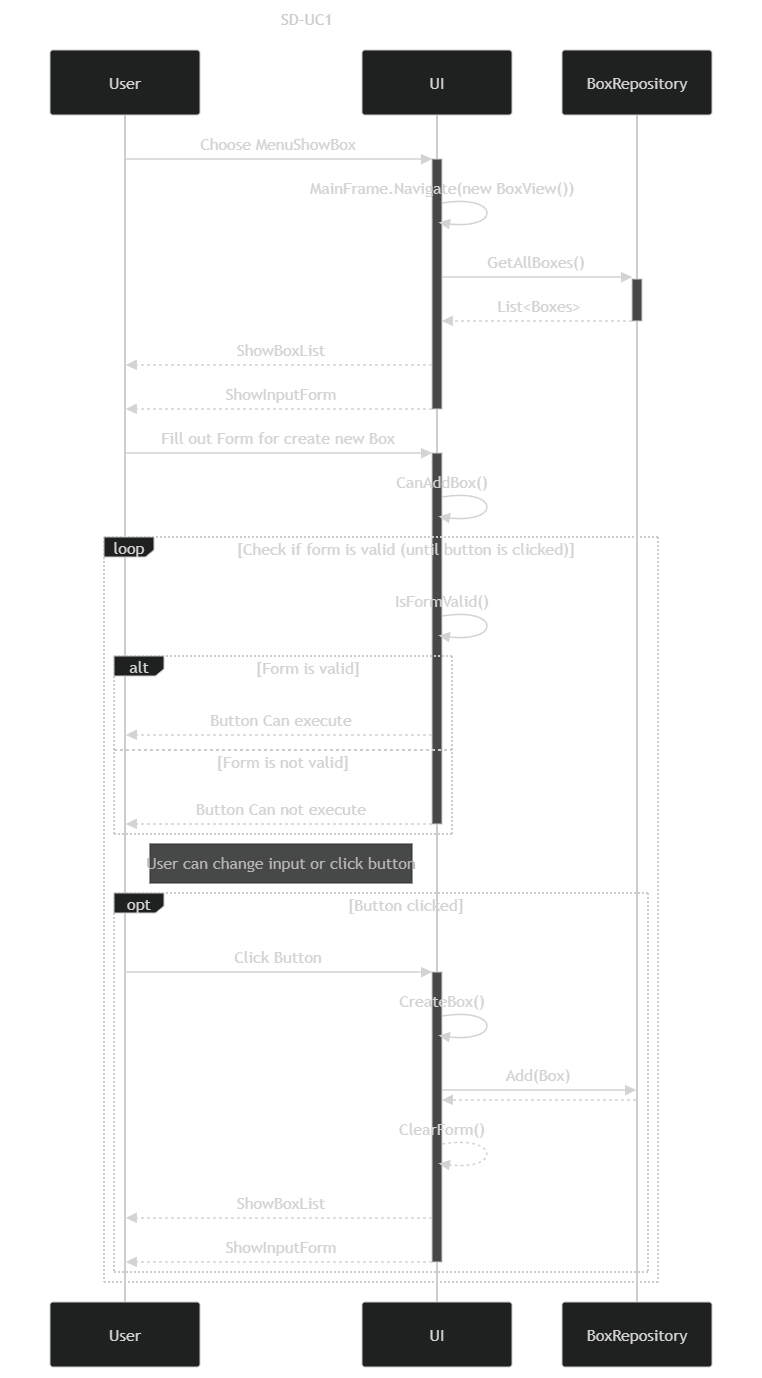 SD-UC1
User
UI
BoxRepository
Choose MenuShowBox
MainFrame.Navigate(new BoxView())
GetAllBoxes()
List<Boxes>
ShowBoxList
ShowInputForm
Fill out Form for create new Box
CanAddBox()
loop
[Check if form is valid (until button is clicked)]
IsFormValid()
alt
[Form is valid]
Button Can execute
[Form is not valid]
Button Can not execute
User can change input or click button
opt
[Button clicked]
Click Button
CreateBox()
Add(Box)
ClearForm()
ShowBoxList
ShowInputForm
User
UI
BoxRepository